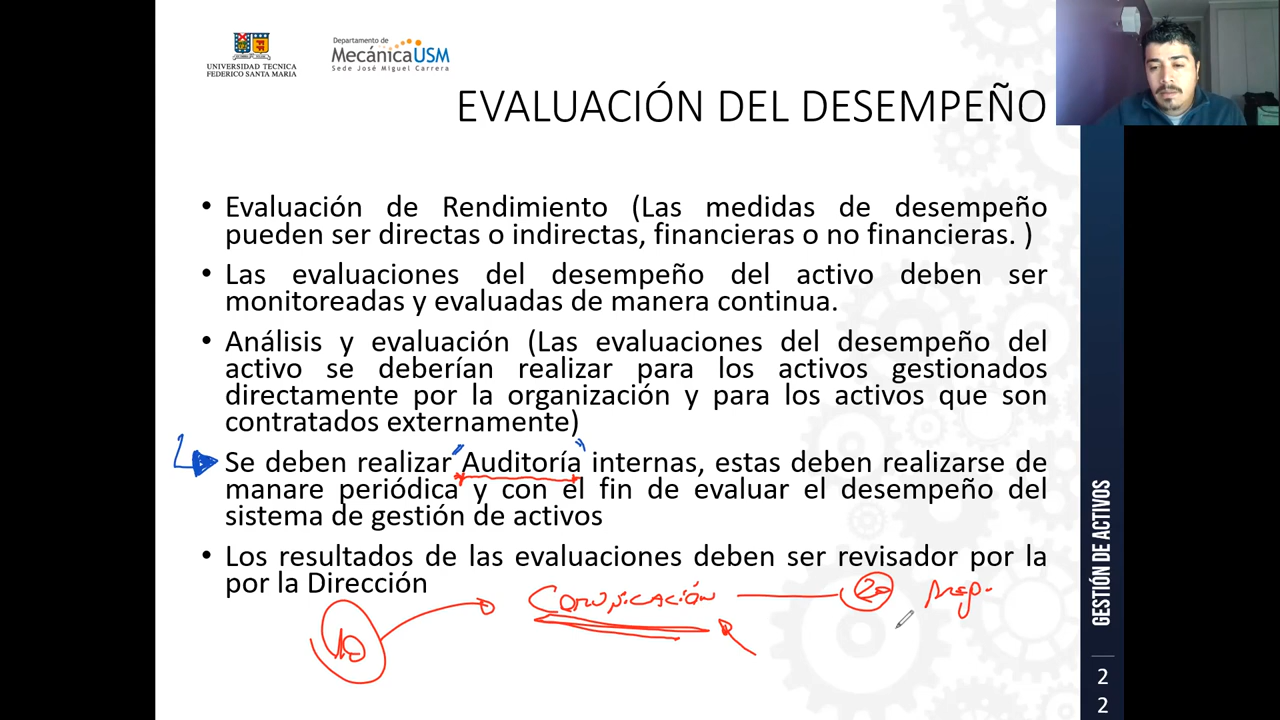 UNIVERSIDAD TECNICA
FEDERICO SANTA MARIA
Departamento de
MecánicaUSM
Sede José Miguel Carrera
EVALUACIÓN DEL DESEMPEÑO
• Evaluación de Rendimiento (Las medidas de desempeño
pueden ser directas o indirectas, financieras o no financieras. )
• Las evaluaciones del desempeño del activo deben ser
monitoreadas y evaluadas de manera continua.
• Análisis y evaluación (Las evaluaciones del desempeño del
activo se deberían realizar para los activos gestionados
directamente por la organización y para los activos que son
contratados externamente)
Se deben realizar "Auditoría" internas, estas deben realizarse de
manare periódica y con el fin de evaluar el desempeño del
sistema de gestión de activos
• Los resultados de las evaluaciones deben ser revisador por la
por la Dirección
10
Comunicación
20
GESTIÓN DE ACTIVOS
2
2